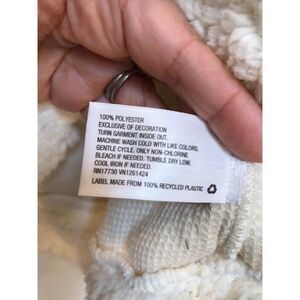 100% POLYESTER
EXCLUSIVE OF DECORATION
TURN GARMENT INSIDE OUT.
MACHINE WASH COLD WITH LIKE COLORS.
GENTLE CYCLE. ONLY NON-CHLORINE
BLEACH IF NEEDED. TUMBLE DRY LOW.
COOL IRON IF NEEDED.
RN17730 VN1261424
LABEL MADE FROM 100% RECYCLED PLASTIC